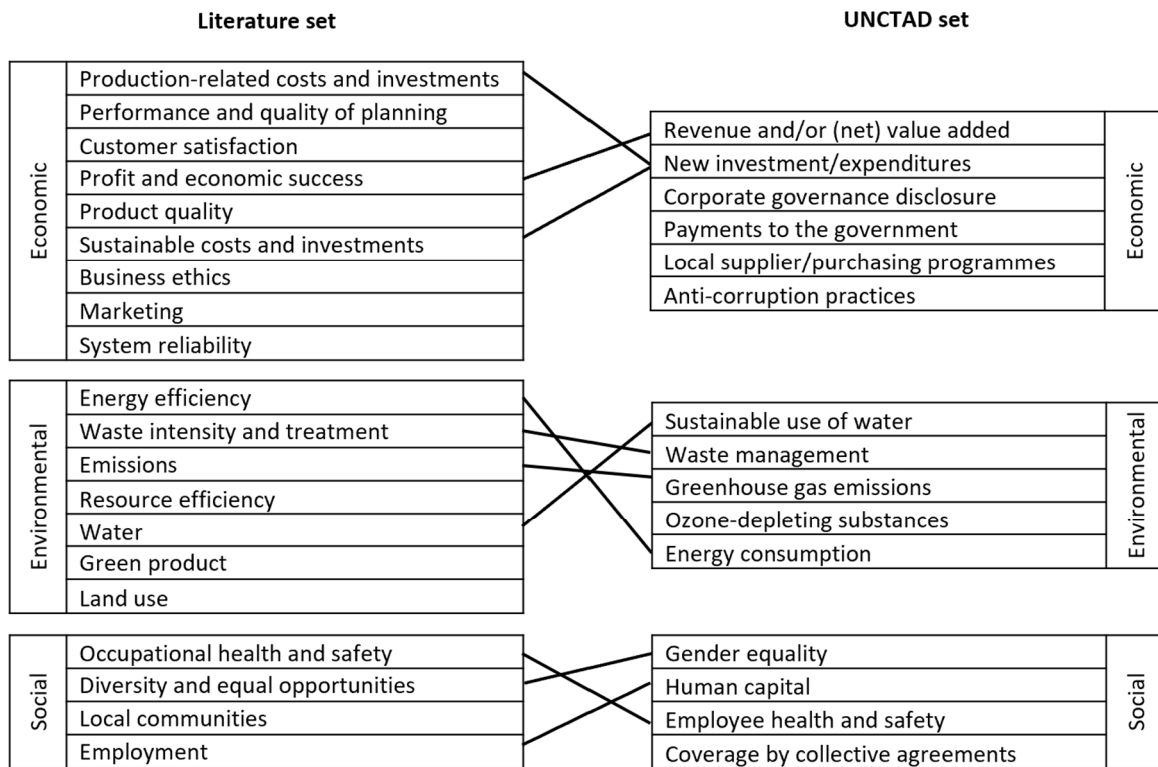 Literature set
UNCTAD set
Economic
Production-related costs and investments
Performance and quality of planning
Customer satisfaction
Profit and economic success
Product quality
Sustainable costs and investments
Business ethics
Marketing
System reliability
Revenue and/or (net) value added
New investment/expenditures
Corporate governance disclosure
Payments to the government
Local supplier/purchasing programmes
Anti-corruption practices
Economic
Environmental
Energy efficiency
Waste intensity and treatment
Emissions
Resource efficiency
Water
Green product
Land use
Sustainable use of water
Waste management
Greenhouse gas emissions
Ozone-depleting substances
Energy consumption
Environmental
Social
Occupational health and safety
Diversity and equal opportunities
Local communities
Employment
Gender equality
Human capital
Employee health and safety
Coverage by collective agreements
Social